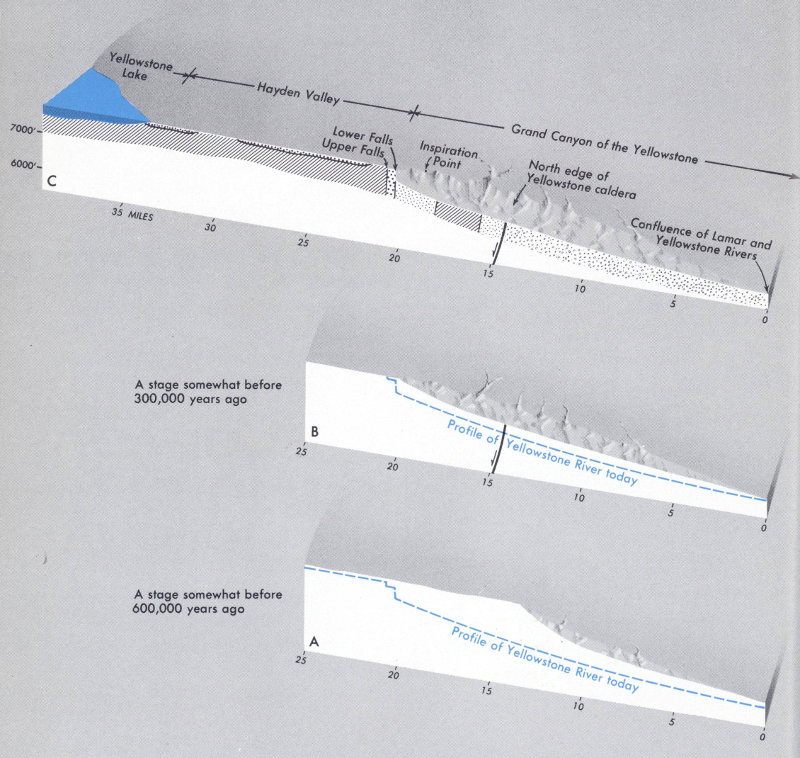 Yellowstone
Lake
Hayden Valley
Grand Canyon of the Yellowstone
Lower Falls
Upper Falls
Inspiration
Point
North edge of
Yellowstone caldera
Confluence of Lamar and
Yellowstone Rivers
7000'
6000'
C
35 MILES
30
25
20
15
10
5
0
A stage somewhat before
300,000 years ago
B
Profile of Yellowstone River today
25
20
15
10
5
0
A stage somewhat before
600,000 years ago
A
Profile of Yellowstone River today
25
20
15
10
5
0